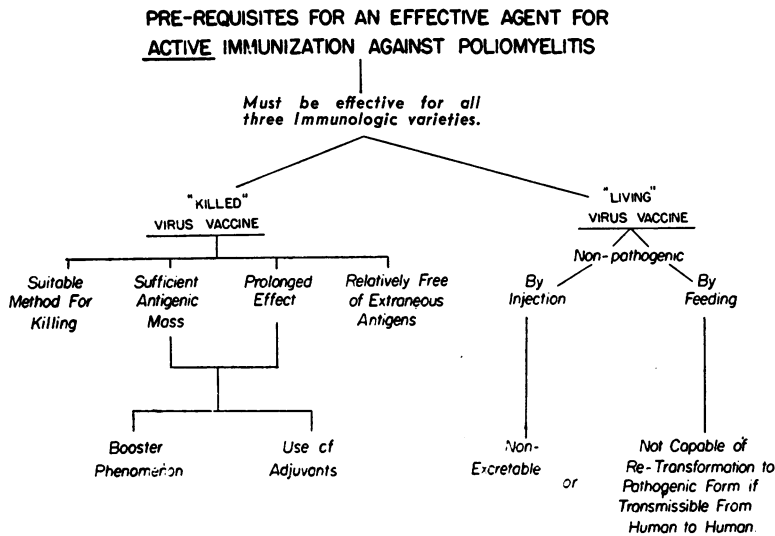 PRE-REQUISITES FOR AN EFFECTIVE AGENT FOR
ACTIVE IMMUNIZATION AGAINST POLIOMYELITIS
Must be effective for all
three Immunologic varieties.
"KILLED"
VIRUS VACCINE
"LIVING"
VIRUS VACCINE
Non-pathogenic
Suitable
Method For
Killing
Sufficient
Antigenic
Mass
Prolonged
Effect
Relatively Free
of Extraneous
Antigens
By
Injection
By
Feeding
Booster
Phenomenon
Use of
Adjuvants
Non-
Excretable
or
Not Capable of
Re-Transformation to
Pathogenic Form if
Transmissible From
Human to Human.